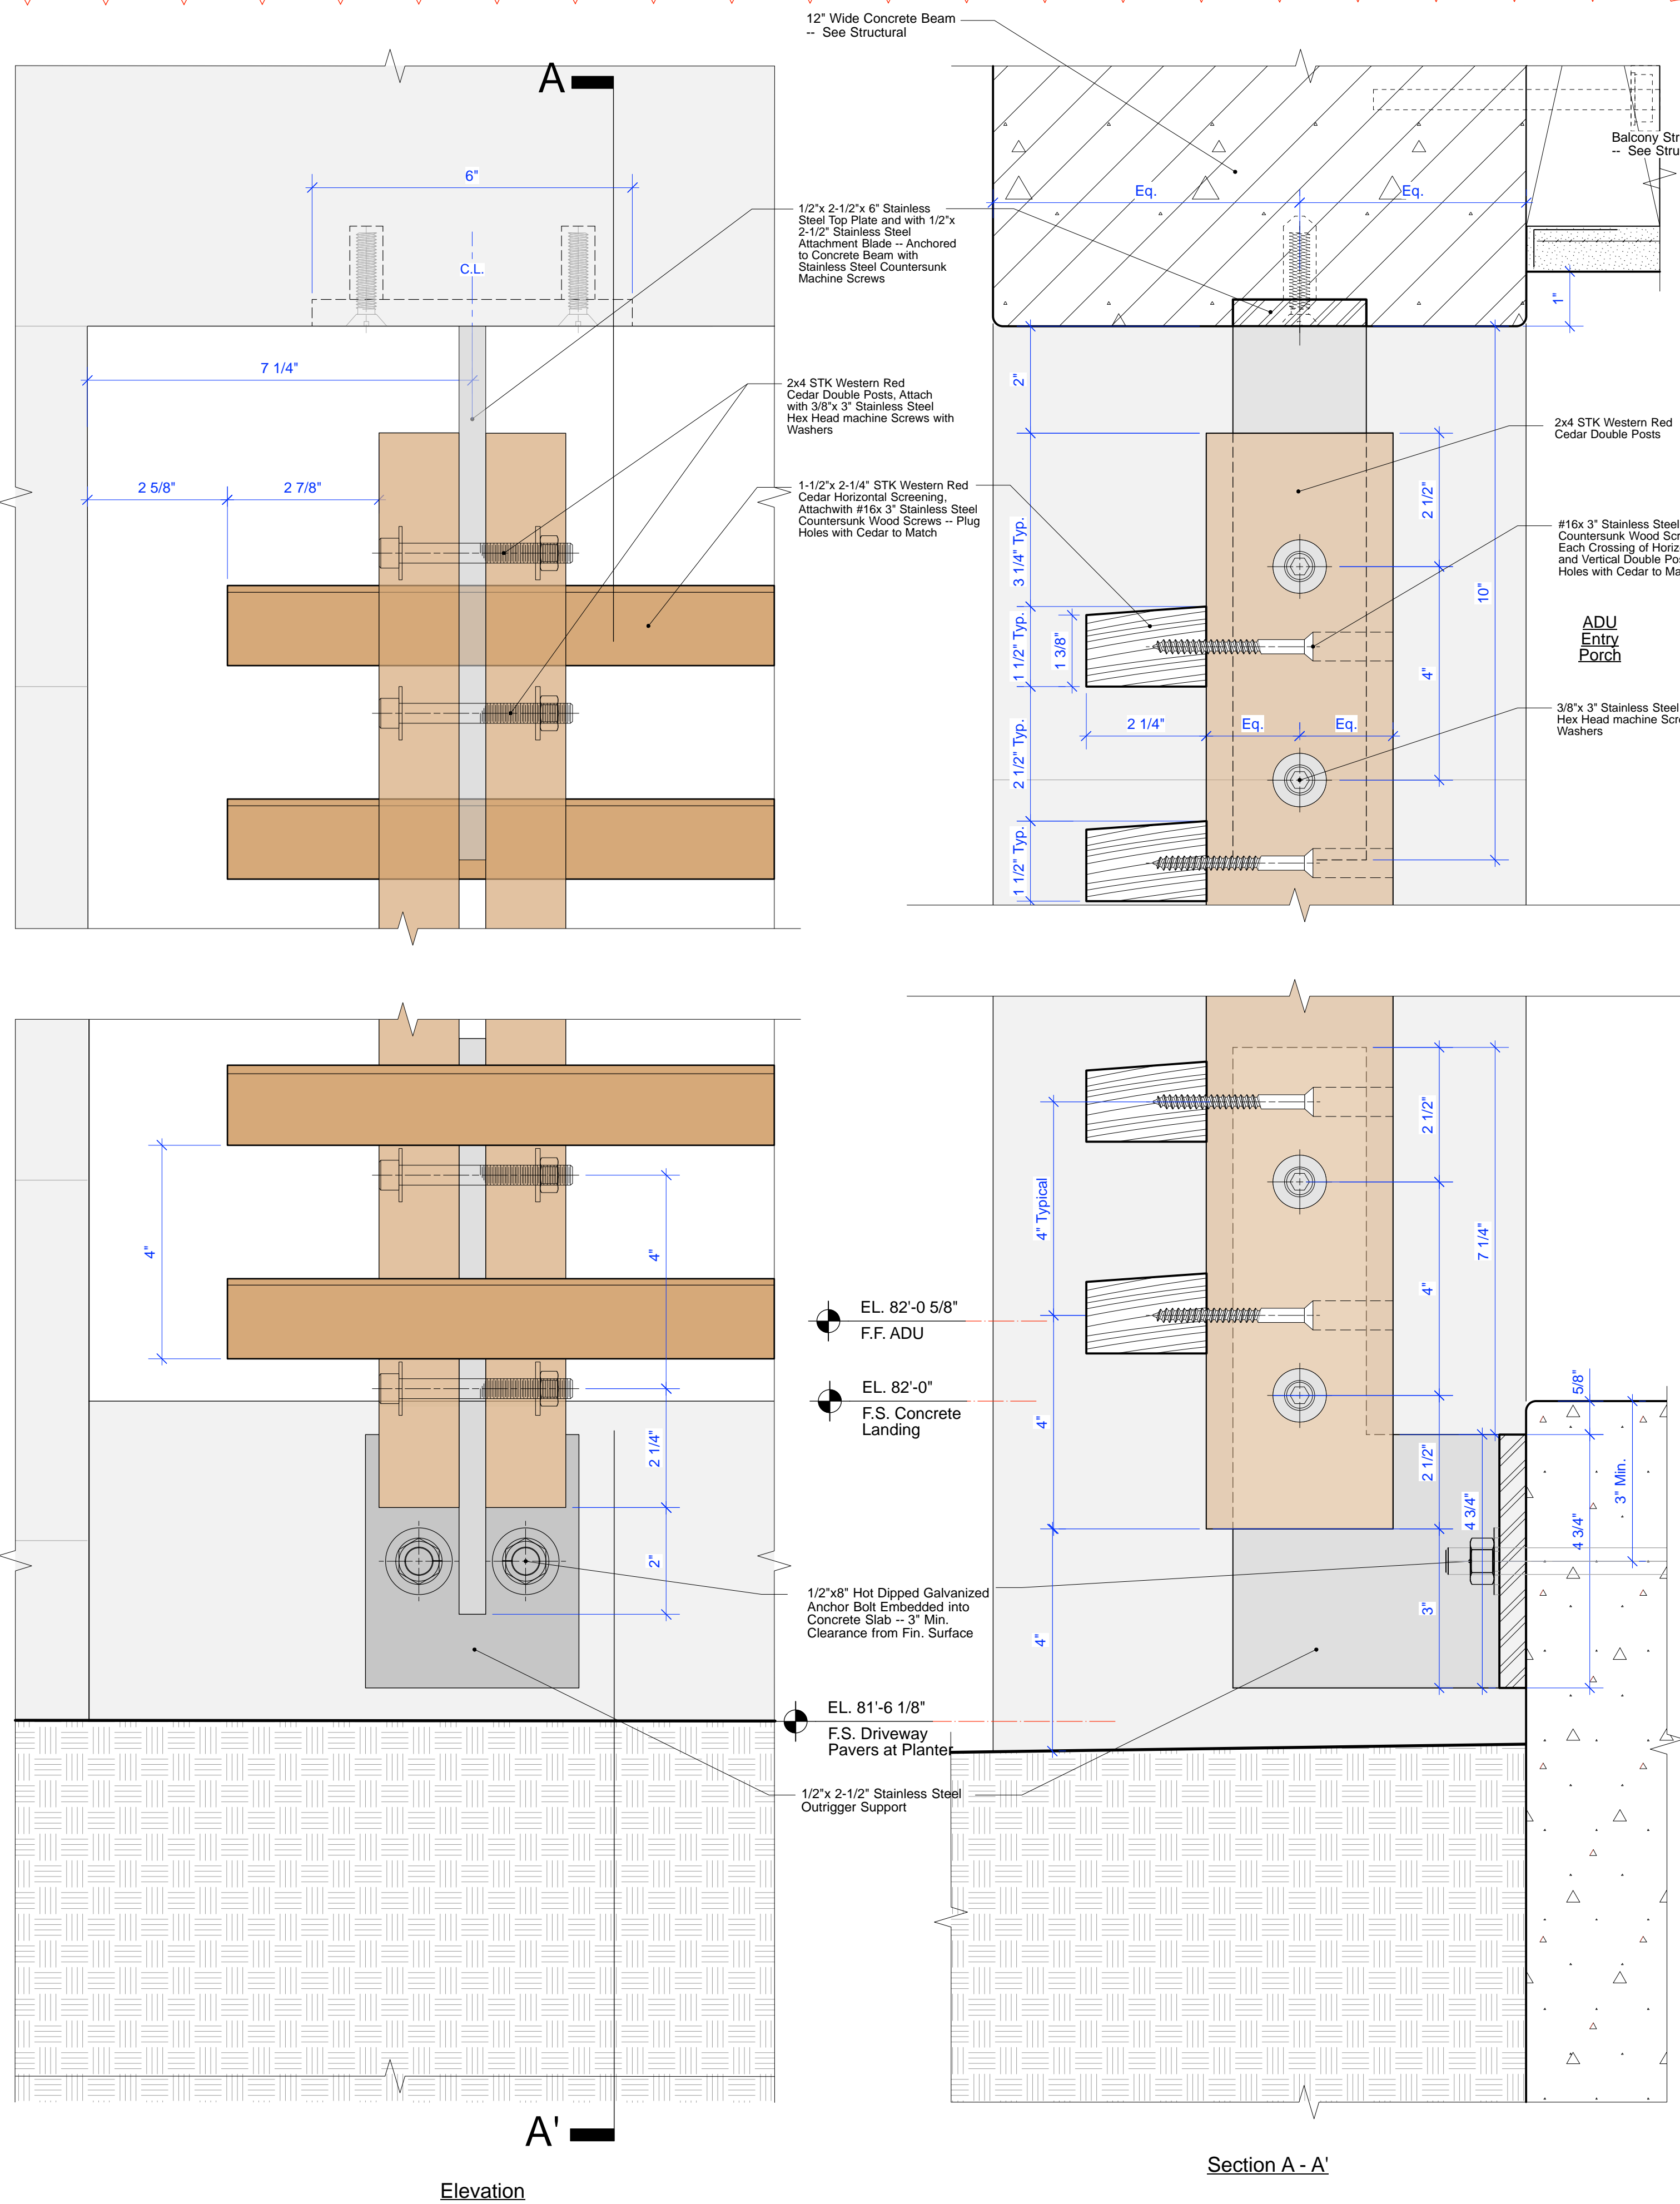 12" Wide Concrete Beam
-- See Structural
A
Balcony Str
-- See Stru
6"
Eq.
Eq.
1/2"x 2-1/2"x 6" Stainless
Steel Top Plate and with 1/2"x
2-1/2" Stainless Steel
Attachment Blade -- Anchored
to Concrete Beam with
Stainless Steel Countersunk
Machine Screws
C.L.
1"
7 1/4"
2"
2x4 STK Western Red
Cedar Double Posts, Attach
with 3/8"x 3" Stainless Steel
Hex Head machine Screws with
Washers
2x4 STK Western Red
Cedar Double Posts
2 5/8"
2 7/8"
1-1/2"x 2-1/4" STK Western Red
Cedar Horizontal Screening,
Attachwith #16x 3" Stainless Steel
Countersunk Wood Screws -- Plug
Holes with Cedar to Match
2 1/2"
3 1/4" Typ.
#16x 3" Stainless Steel
Countersunk Wood Scr
Each Crossing of Horiz
and Vertical Double Pos
Holes with Cedar to Ma
10"
ADU
Entry
Porch
1 1/2" Typ.
1 3/8"
4"
2 1/4"
Eq.
Eq.
3/8"x 3" Stainless Steel
Hex Head machine Scre
Washers
2 1/2" Typ.
1 1/2" Typ.
2 1/2"
4" Typical
7 1/4"
4"
4"
4"
EL. 82'-0 5/8"
F.F. ADU
EL. 82'-0"
F.S. Concrete
Landing
5/8"
4"
2 1/4"
2 1/2"
3" Min.
4 3/4"
4 3/4"
2"
1/2"x8" Hot Dipped Galvanized
Anchor Bolt Embedded into
Concrete Slab -- 3" Min.
Clearance from Fin. Surface
3"
4"
EL. 81'-6 1/8"
F.S. Driveway
Pavers at Planter
1/2"x 2-1/2" Stainless Steel
Outrigger Support
A'
Section A - A'
Elevation